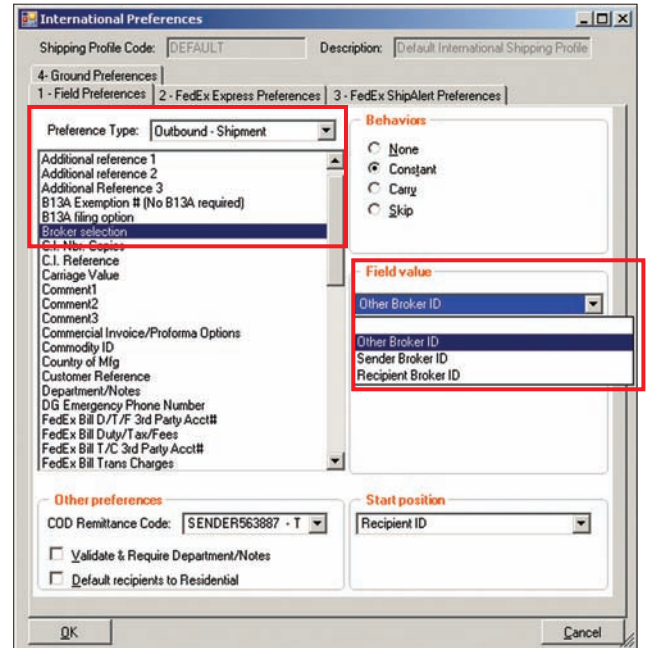 International Preferences
Shipping Profile Code: DEFAULT Description: Default International Shipping Profile
4- Ground Preferences
1 - Field Preferences 2 - FedEx Express Preferences 3 - FedEx ShipAlert Preferences
Preference Type: Outbound - Shipment
Additional reference 1
Additional reference 2
Additional Reference 3
B13A Exemption # (No B13A required)
B13A filing option
Broker selection
C.I. Nbr. Copies
C.I. Reference
Carriage Value
Comment1
Comment2
Comment3
Commercial Invoice/Proforma Options
Commodity ID
Country of Mfg
Customer Reference
Department/Notes
DG Emergency Phone Number
FedEx Bill D/T/F 3rd Party Acct#
FedEx Bill Duty/Tax/Fees
FedEx Bill T/C 3rd Party Acct#
FedEx Bill Trans Charges
Behaviors
None
Constant
Carry
Skip
Field value
Other Broker ID
Other Broker ID
Sender Broker ID
Recipient Broker ID
Other preferences
COD Remittance Code: SENDER563887 - T
Validate & Require Department/Notes
Default recipients to Residential
Start position
Recipient ID
OK Cancel